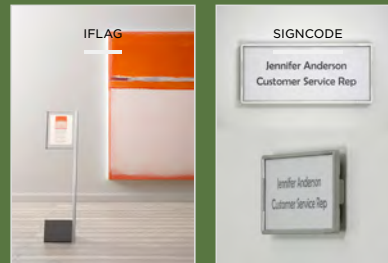 IFLAG
SIGNCODE
Jennifer Anderson
Customer Service Rep
Jennifer Anderson
Customer Service Rep